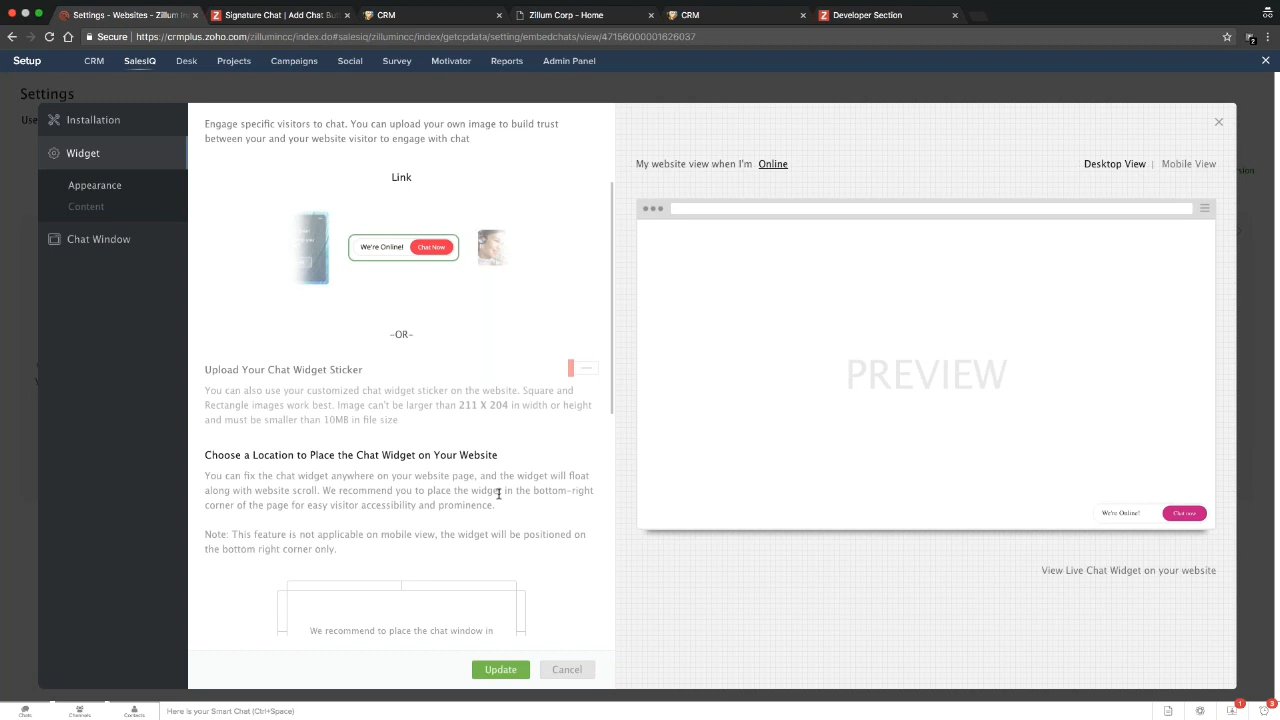 Settings - Widget
Add Chat Button to your
Zillum Corp - Home
CRM
Developer Section
Secure | https://crmplus.zoho.com/zillumincc/index.do#salesiq/zillumincc/index/getcpdata/setting/embedchats/view/47156000001626037
2
Setup
CRM
SalesIQ
Desk
Projects
Campaigns
Social
Survey
Motivator
Reports
Admin Panel
Settings
Installation
Widget
Appearance
Content
Chat Window
Engage specific visitors to chat. You can upload your own image to build trust
between your and your website visitor to engage with chat
Link
We're Online! Chat Now
-OR-
Upload Your Chat Widget Sticker
You can also use your customized chat widget sticker on the website. Square and
Rectangle images work best. Image can't be larger than 211 X 204 in width or height
and must be smaller than 10MB in file size
Choose a Location to Place the Chat Widget on Your Website
You can fix the chat widget anywhere on your website page, and the widget will float
along with website scroll. We recommend you to place the widget in the bottom-right
corner of the page for easy visitor accessibility and prominence.
Note: This feature is not applicable on mobile view, the widget will be positioned on
the bottom right corner only.
We recommend to place the chat window in
Update
Cancel
My website view when I'm Online
Desktop View | Mobile View
PREVIEW
We're Online! Chat now
View Live Chat Widget on your website
Chats
Channels
Contacts
Here is your Smart Chat (Ctrl+Space)
1
3